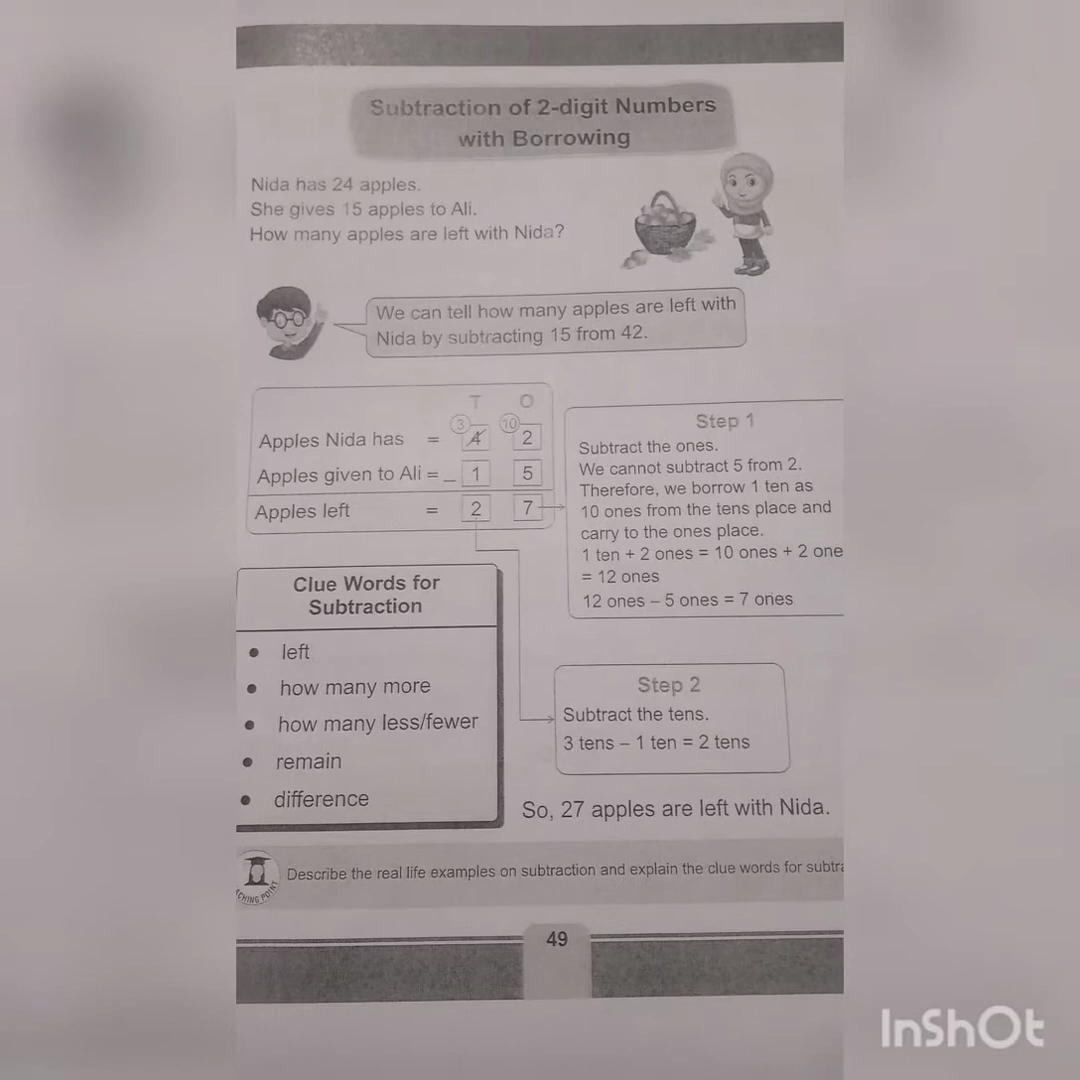 Subtraction of 2-digit Numbers
with Borrowing
Nida has 24 apples.
She gives 15 apples to Ali.
How many apples are left with Nida?
We can tell how many apples are left with
Nida by subtracting 15 from 42.
T O
3 10
Apples Nida has = 4 2
Apples given to Ali = – 1 5
Apples left = 2 7
Step 1
Subtract the ones.
We cannot subtract 5 from 2.
Therefore, we borrow 1 ten as
10 ones from the tens place and
carry to the ones place.
1 ten + 2 ones = 10 ones + 2 one
= 12 ones
12 ones – 5 ones = 7 ones
Clue Words for
Subtraction
• left
• how many more
• how many less/fewer
• remain
• difference
Step 2
Subtract the tens.
3 tens – 1 ten = 2 tens
So, 27 apples are left with Nida.
CHING POINT
Describe the real life examples on subtraction and explain the clue words for subtra
49
InShOt